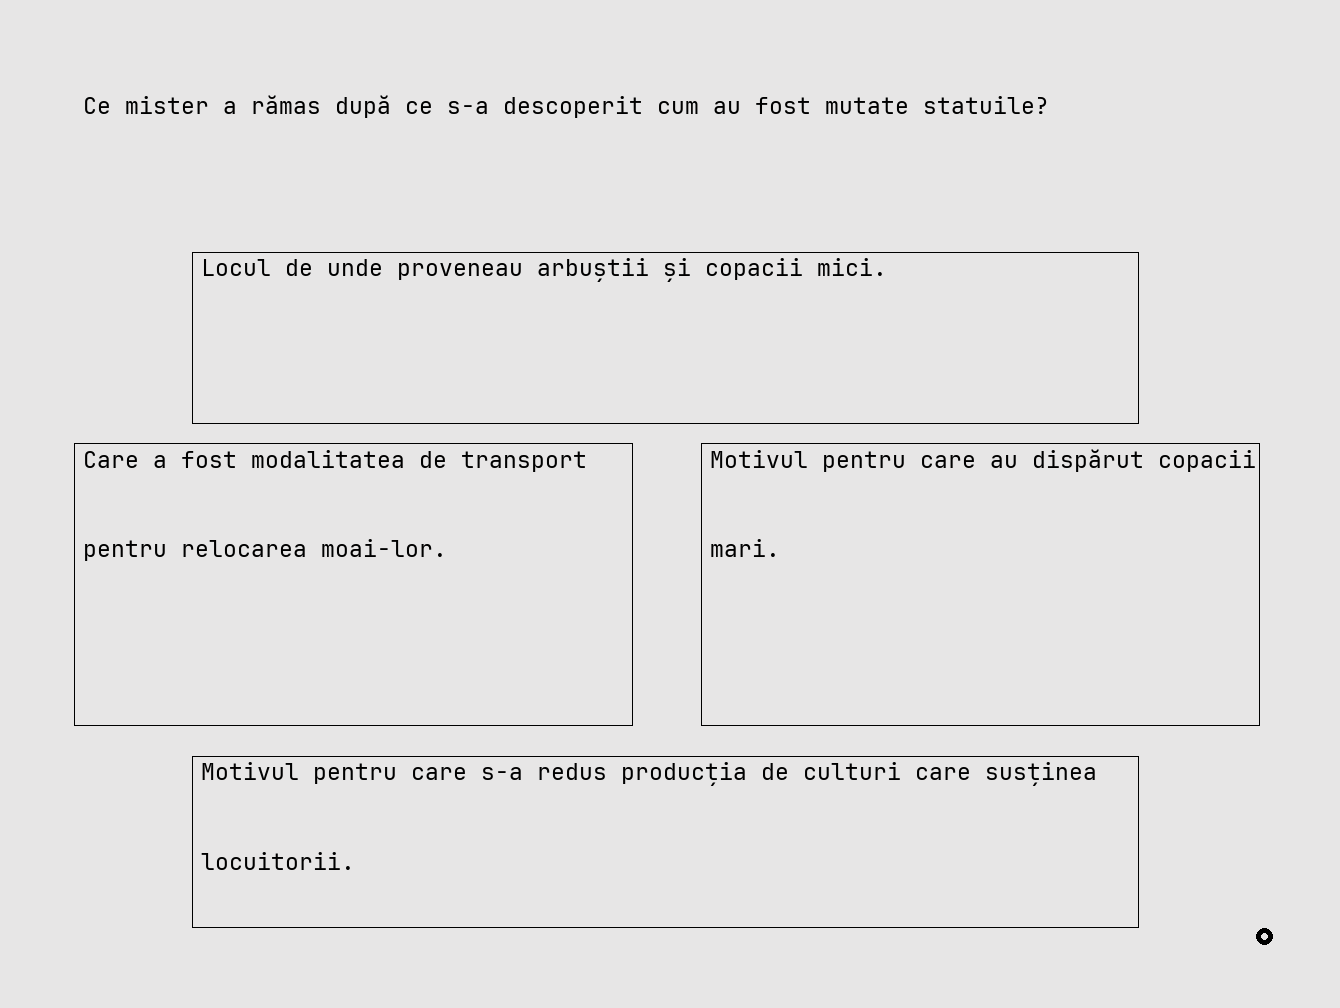 Ce mister a rămas după ce s-a descoperit cum au fost mutate statuile?
Locul de unde proveneau arbuștii și copacii mici.
Care a fost modalitatea de transport
pentru relocarea moai-lor.
Motivul pentru care au dispărut copacii
mari.
Motivul pentru care s-a redus producția de culturi care susținea
locuitorii.